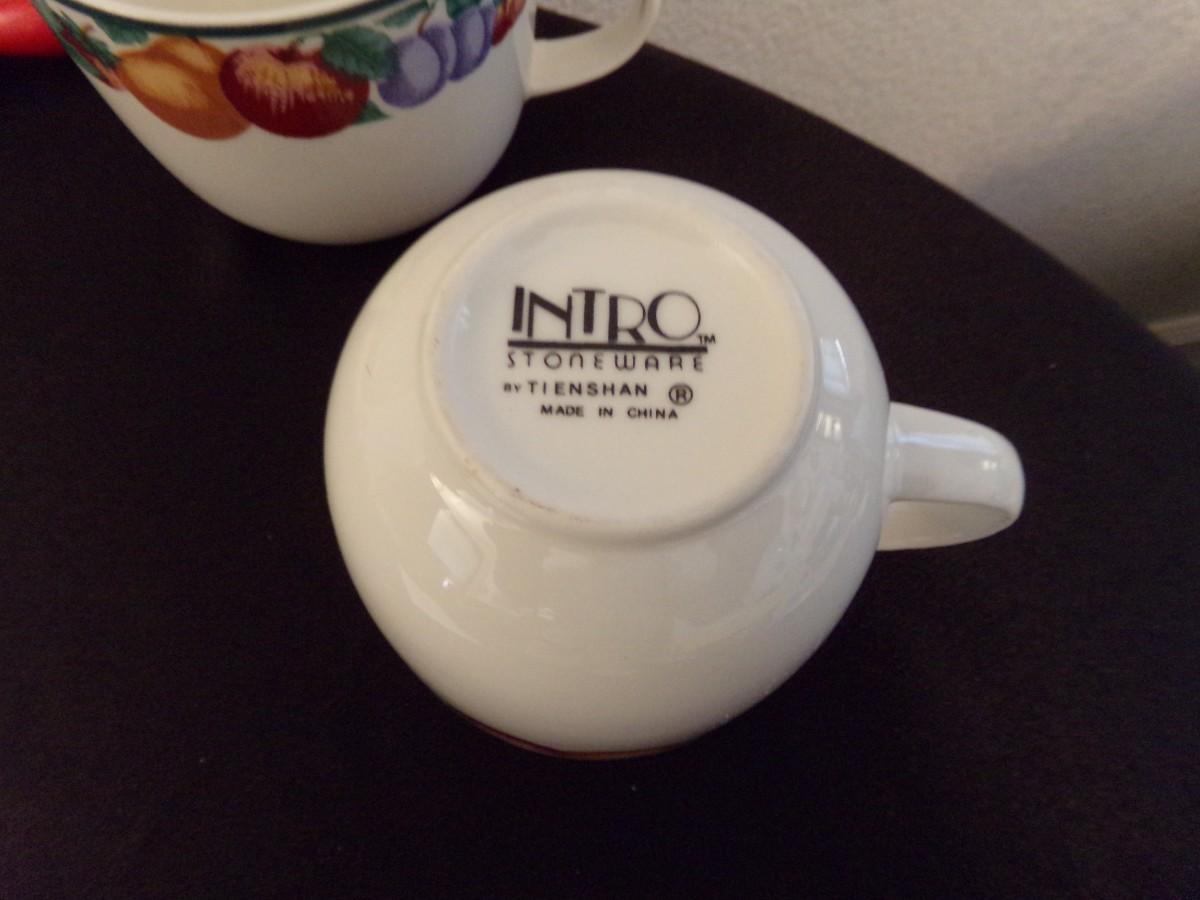 INTRO™
STONEWARE
BY TIENSHAN ®
MADE IN CHINA